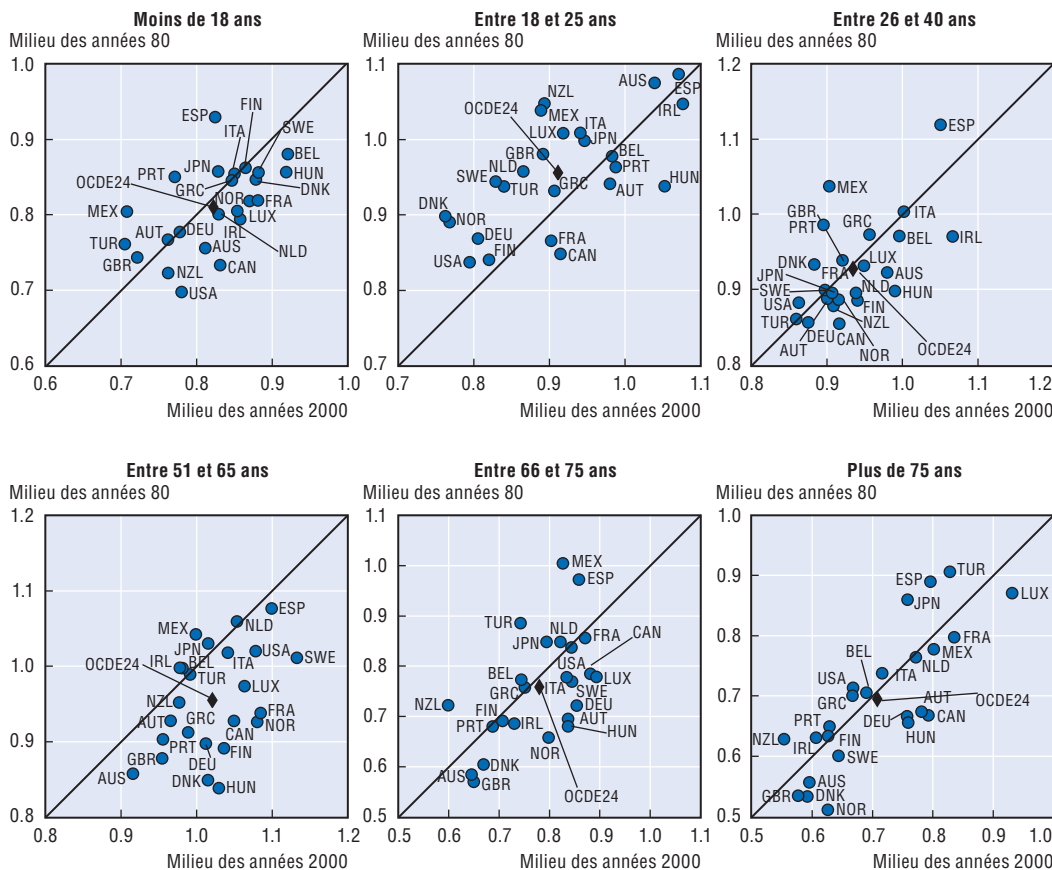 Moins de 18 ans
Milieu des années 80
1.0
0.9
0.8
0.7
0.6
0.6 0.7 0.8 0.9 1.0
Milieu des années 2000
ESP
FIN
ITA
SWE
BEL
JPN
PRT
HUN
OCDE24
GRC
DNK
MEX
NOR
FRA
LUX
AUT
DEU
IRL
NLD
TUR
AUS
GBR
CAN
NZL
USA
Entre 18 et 25 ans
Milieu des années 80
1.1
1.0
0.9
0.8
0.7
0.7 0.8 0.9 1.0 1.1
Milieu des années 2000
AUS
ESP
NZL
OCDE24
MEX
IRL
ITA
LUX
JPN
GBR
BEL
NLD
PRT
SWE
TUR
GRC
AUT
HUN
DNK
NOR
DEU
FRA
FIN
CAN
USA
Entre 26 et 40 ans
Milieu des années 80
1.2
1.1
1.0
0.9
0.8
0.8 0.9 1.0 1.1 1.2
Milieu des années 2000
ESP
MEX
GBR
ITA
PRT
GRC
BEL
IRL
DNK
LUX
JPN
FRA
AUS
SWE
NLD
HUN
USA
FIN
TUR
NZL
DEU
CAN
AUT
NOR
OCDE24
Entre 51 et 65 ans
Milieu des années 80
1.2
1.1
1.0
0.9
0.8
0.8 0.9 1.0 1.1 1.2
Milieu des années 2000
ESP
NLD
MEX
JPN
USA
IRL
BEL
ITA
SWE
OCDE24
TUR
LUX
NZL
FRA
AUT
GRC
CAN
NOR
GBR
PRT
DEU
FIN
AUS
DNK
HUN
Entre 66 et 75 ans
Milieu des années 80
1.1
1.0
0.9
0.8
0.7
0.6
0.5
0.5 0.6 0.7 0.8 0.9 1.0 1.1
Milieu des années 2000
MEX
ESP
TUR
NLD
FRA
CAN
JPN
USA
BEL
LUX
GRC
ITA
SWE
NZL
DEU
FIN
AUT
PRT
IRL
HUN
NOR
DNK
AUS
GBR
OCDE24
Plus de 75 ans
Milieu des années 80
1.0
0.9
0.8
0.7
0.6
0.5
0.5 0.6 0.7 0.8 0.9 1.0
Milieu des années 2000
TUR
ESP
LUX
JPN
FRA
BEL
MEX
NLD
USA
ITA
GRC
AUT
OCDE24
PRT
DEU
CAN
NZL
IRL
FIN
HUN
SWE
AUS
GBR
DNK
NOR